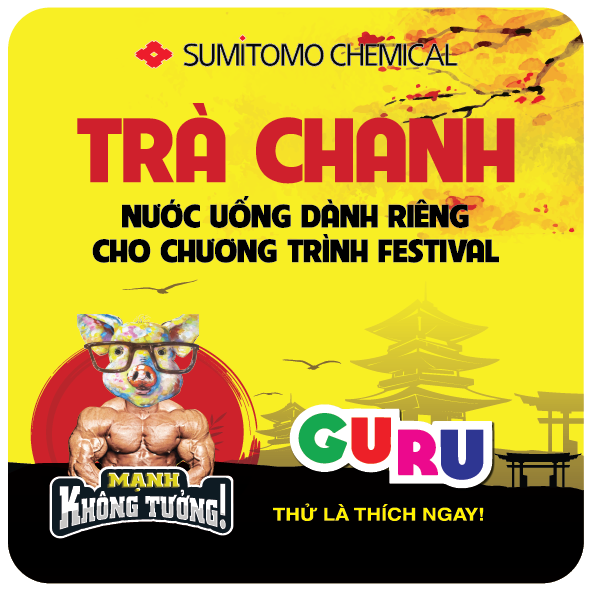 SUMITOMO CHEMICAL
TRÀ CHANH
NƯỚC UỐNG DÀNH RIÊNG
CHO CHƯƠNG TRÌNH FESTIVAL
MẠNH
KHÔNG TƯỞNG!
GURU
THỬ LÀ THÍCH NGAY!